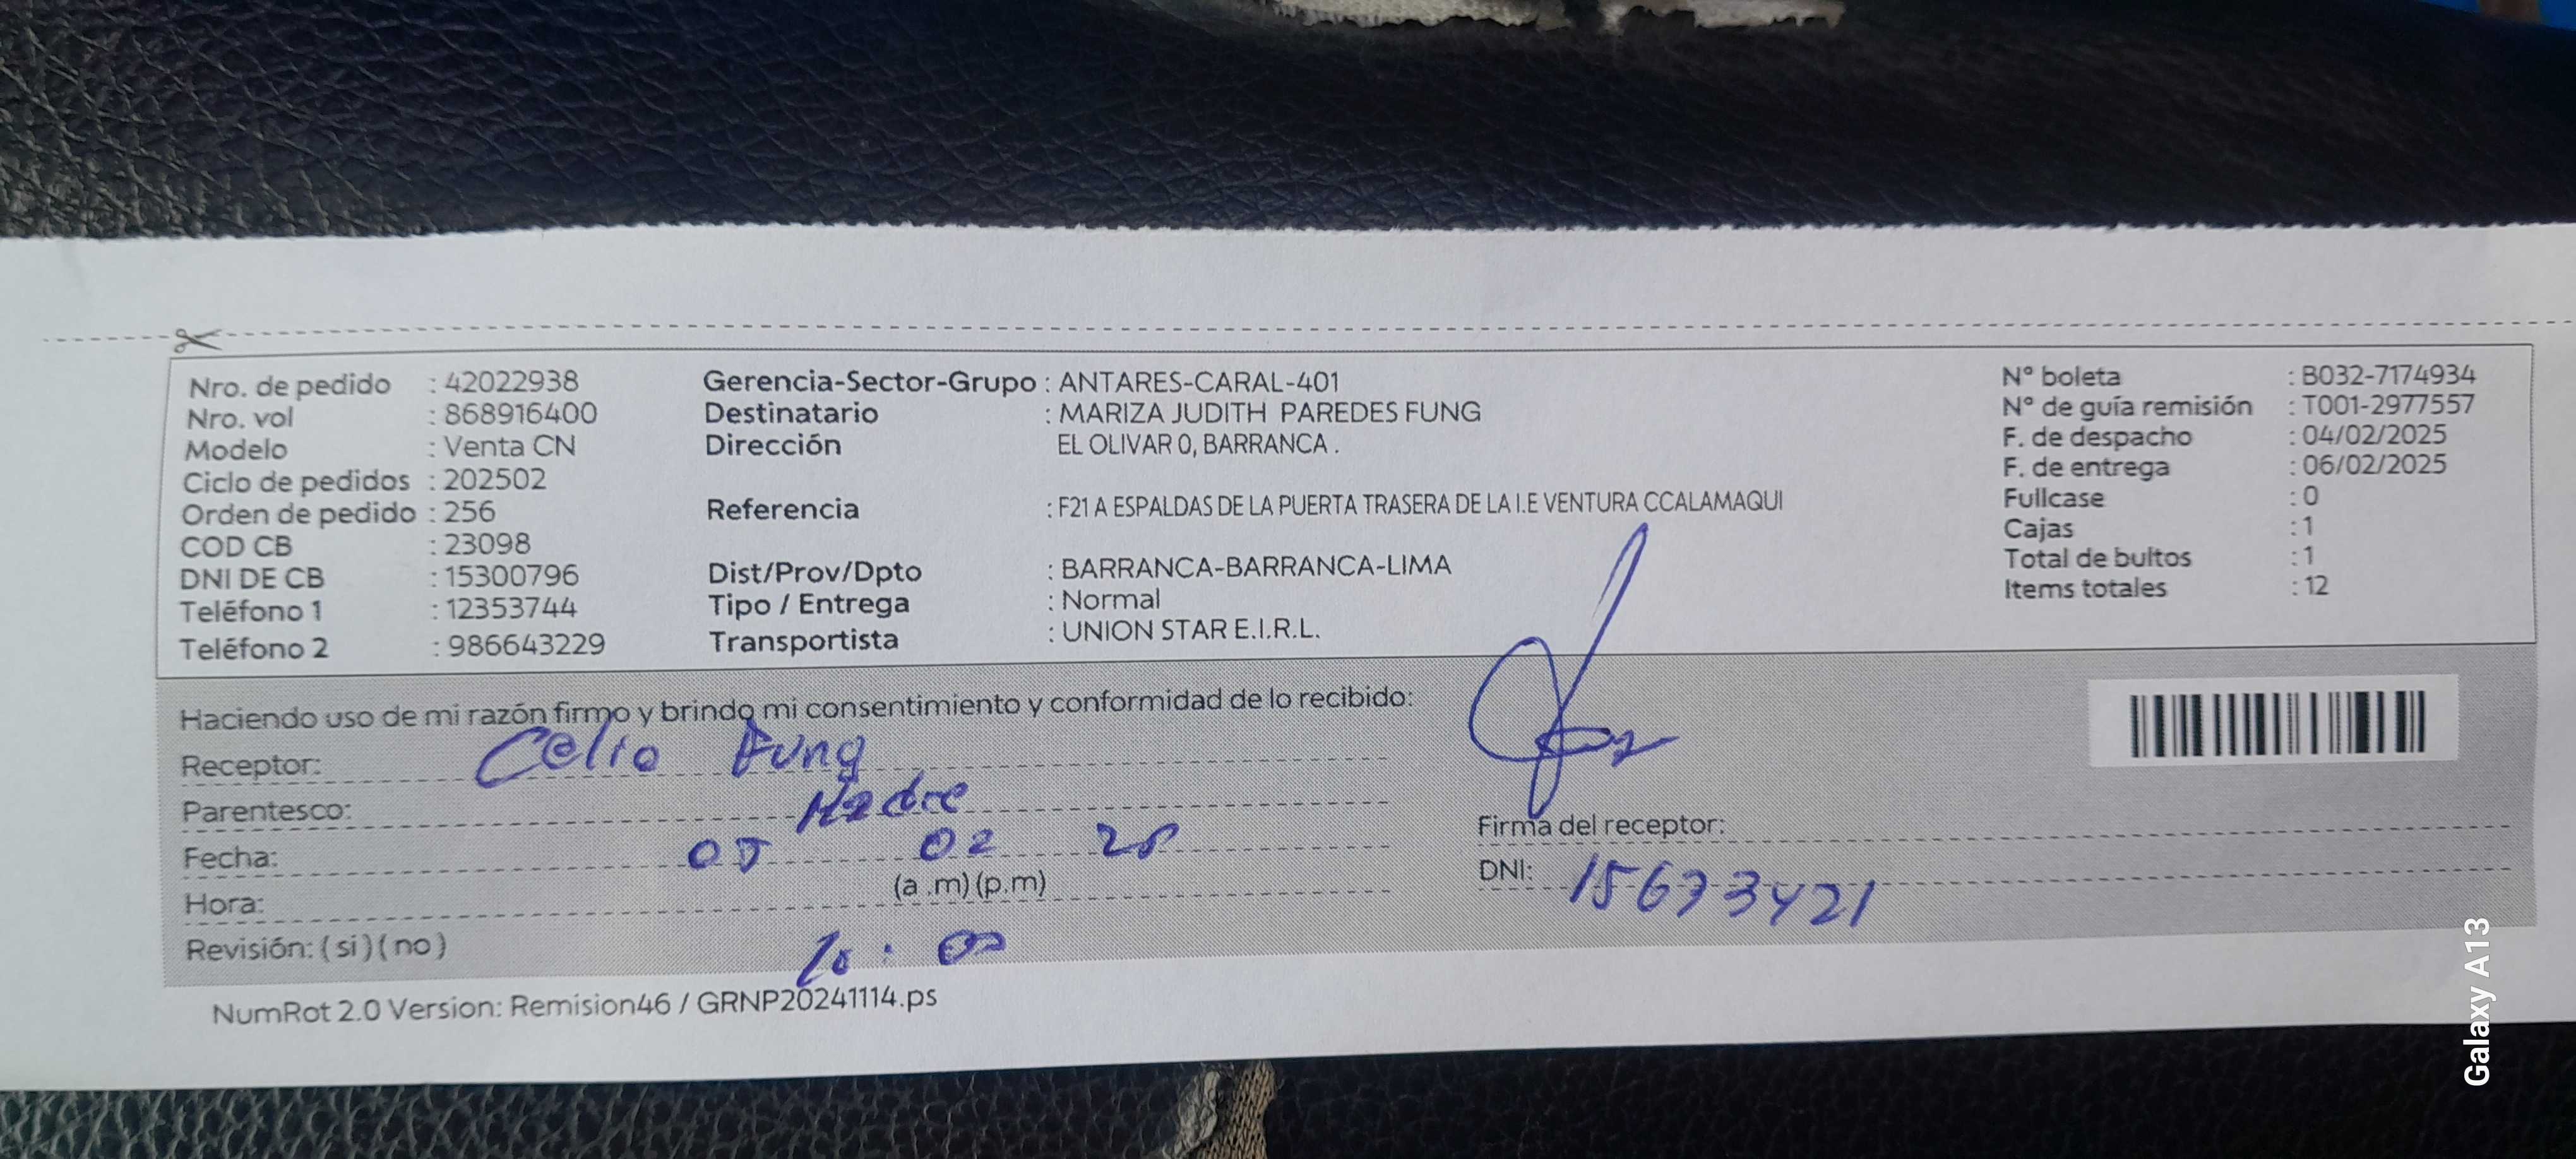 Nro. de pedido : 42022938
Nro. vol : 868916400
Modelo : Venta CN
Ciclo de pedidos : 202502
Orden de pedido : 256
COD CB : 23098
DNI DE CB : 15300796
Teléfono 1 : 12353744
Teléfono 2 : 986643229
Gerencia-Sector-Grupo : ANTARES-CARAL-401
Destinatario : MARIZA JUDITH PAREDES FUNG
Dirección EL OLIVAR 0, BARRANCA .
Referencia : F21 A ESPALDAS DE LA PUERTA TRASERA DE LA I.E VENTURA CCALAMAQUI
Dist/Prov/Dpto : BARRANCA-BARRANCA-LIMA
Tipo / Entrega : Normal
Transportista : UNION STAR E.I.R.L.
N° boleta : B032-7174934
N° de guía remisión : T001-2977557
F. de despacho : 04/02/2025
F. de entrega : 06/02/2025
Fullcase : 0
Cajas : 1
Total de bultos : 1
Items totales : 12
Haciendo uso de mi razón firmo y brindo mi consentimiento y conformidad de lo recibido:
Receptor: Celia Fung
Parentesco: Madre
Fecha: 05 02 25
Hora: (a .m) (p.m)
Revisión: ( si ) ( no )
10 : 00
Firma del receptor:
DNI: 15673421
NumRot 2.0 Version: Remision46 / GRNP20241114.ps
Galaxy A13